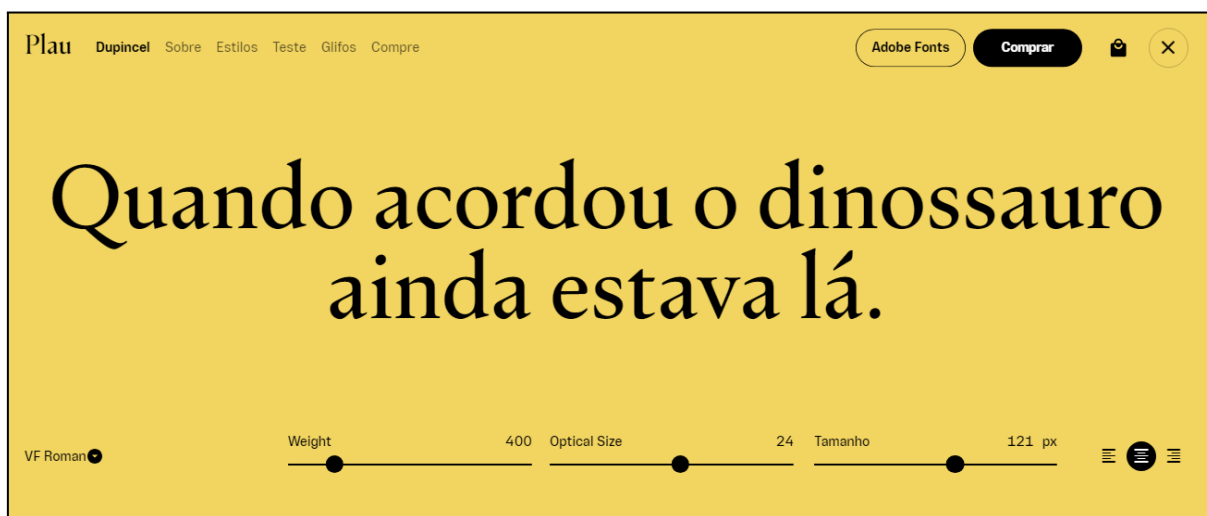 Plau Dupincel Sobre Estilos Teste Glifos Compre Adobe Fonts Comprar
Quando acordou o dinossauro
ainda estava lá.
VF Roman
Weight 400
Optical Size 24
Tamanho 121 px